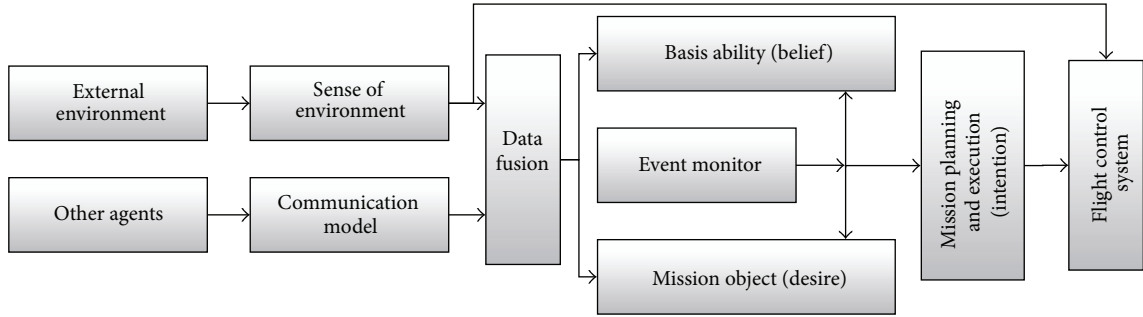 External
environment
Sense of
environment
Other agents
Communication
model
Data
fusion
Basis ability (belief)
Event monitor
Mission object (desire)
Mission planning
and execution
(intention)
Flight control
system